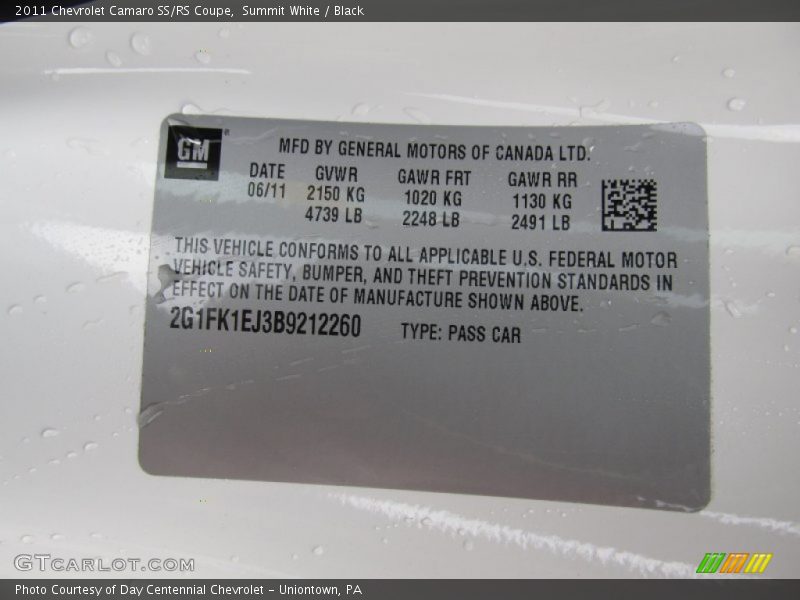 2011 Chevrolet Camaro SS/RS Coupe, Summit White / Black
GM®
MFD BY GENERAL MOTORS OF CANADA LTD.
DATE GVWR GAWR FRT GAWR RR
06/11 2150 KG 1020 KG 1130 KG
4739 LB 2248 LB 2491 LB
THIS VEHICLE CONFORMS TO ALL APPLICABLE U.S. FEDERAL MOTOR
VEHICLE SAFETY, BUMPER, AND THEFT PREVENTION STANDARDS IN
EFFECT ON THE DATE OF MANUFACTURE SHOWN ABOVE.
2G1FK1EJ3B9212260 TYPE: PASS CAR
GTCARLOT.COM
Photo Courtesy of Day Centennial Chevrolet - Uniontown, PA